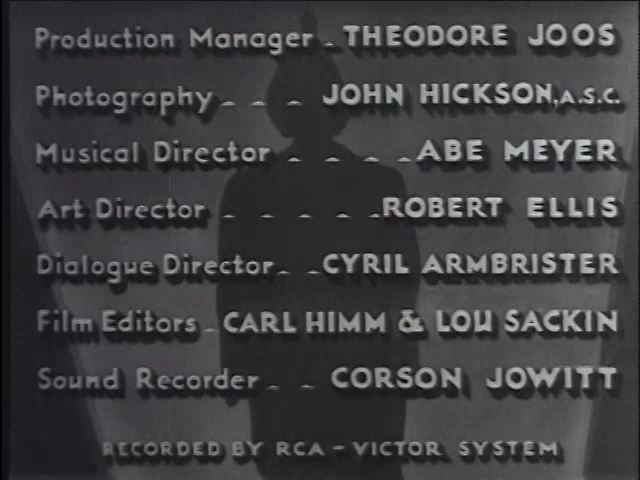 Production Manager - THEODORE JOOS
Photography - - - JOHN HICKSON, A.S.C.
Musical Director - - - - ABE MEYER
Art Director - - - - - ROBERT ELLIS
Dialogue Director - - CYRIL ARMBRISTER
Film Editors - CARL HIMM & LOU SACKIN
Sound Recorder - - CORSON JOWITT
RECORDED BY RCA - VICTOR SYSTEM